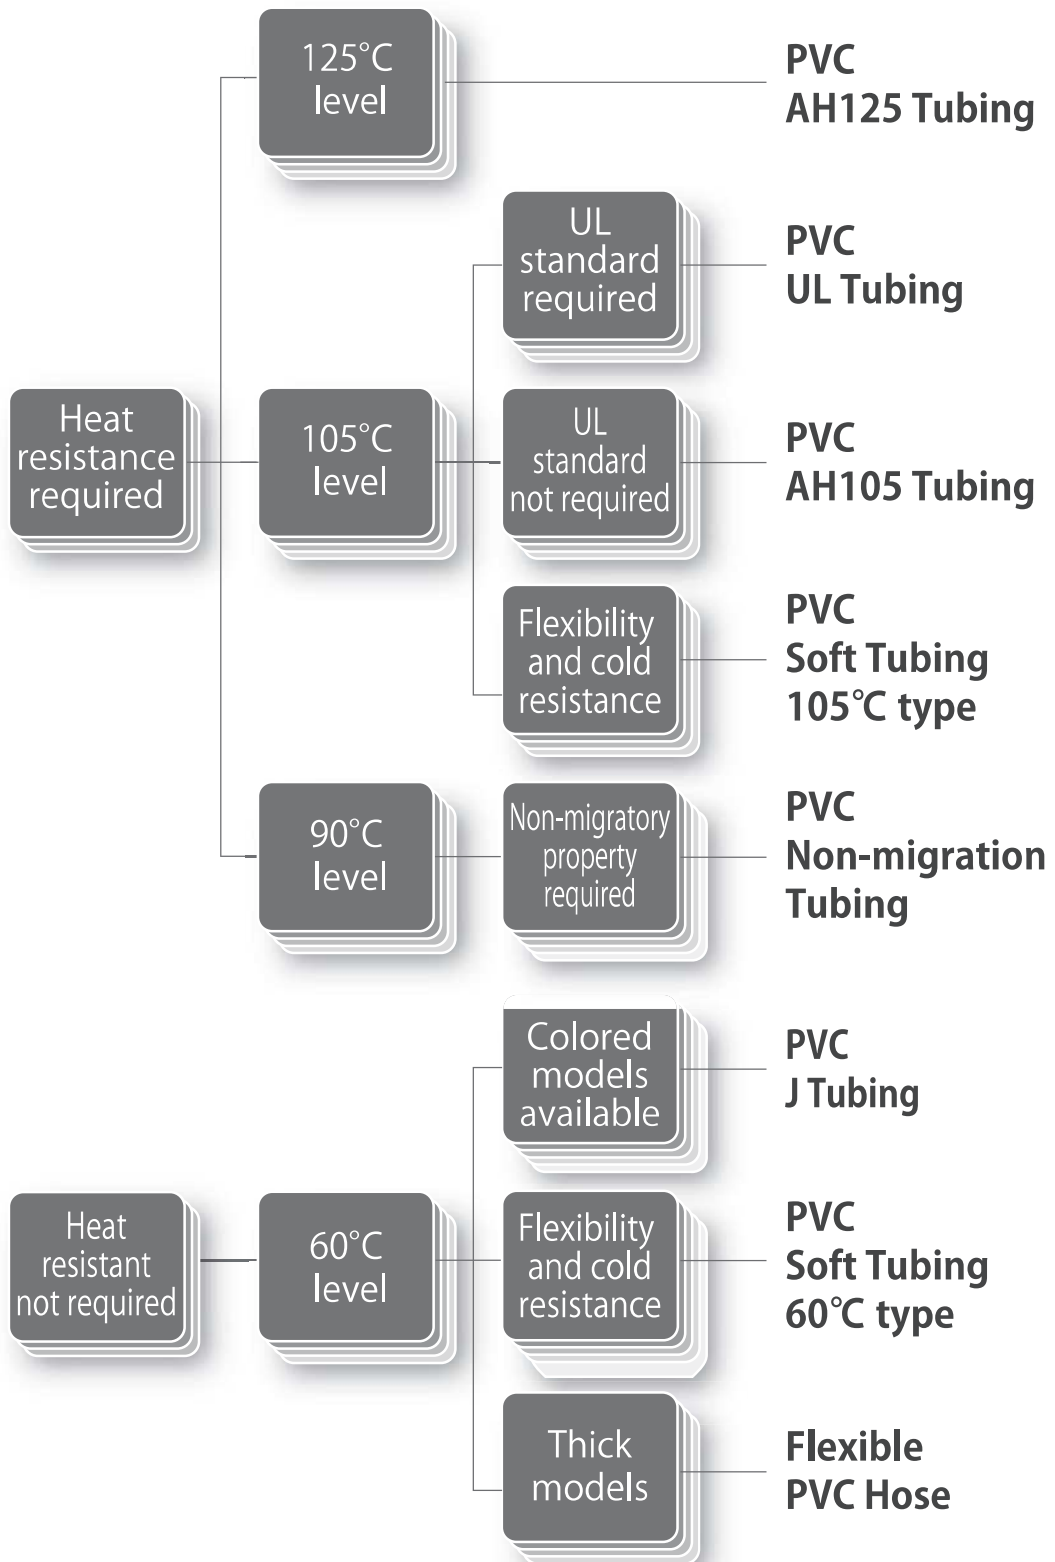 125°C
level
PVC
AH125 Tubing
UL
standard
required
PVC
UL Tubing
Heat
resistance
required
105°C
level
UL
standard
not required
PVC
AH105 Tubing
Flexibility
and cold
resistance
PVC
Soft Tubing
105℃ type
90°C
level
Non-migratory
property
required
PVC
Non-migration
Tubing
Colored
models
available
PVC
J Tubing
Heat
resistant
not required
60°C
level
Flexibility
and cold
resistance
PVC
Soft Tubing
60℃ type
Thick
models
Flexible
PVC Hose